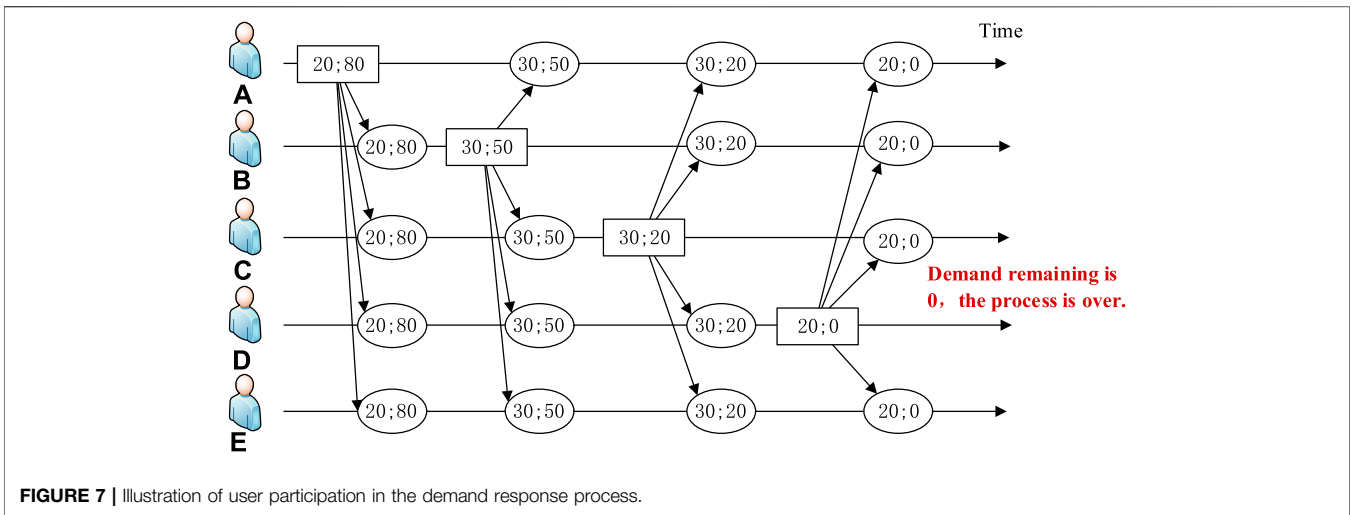 Time
20;80
30;50
30;20
20;0
A
20;80
30;50
30;20
20;0
B
20;80
30;50
30;20
20;0
C
Demand remaining is
0， the process is over.
20;80
30;50
30;20
20;0
D
20;80
30;50
30;20
20;0
E
FIGURE 7 | Illustration of user participation in the demand response process.